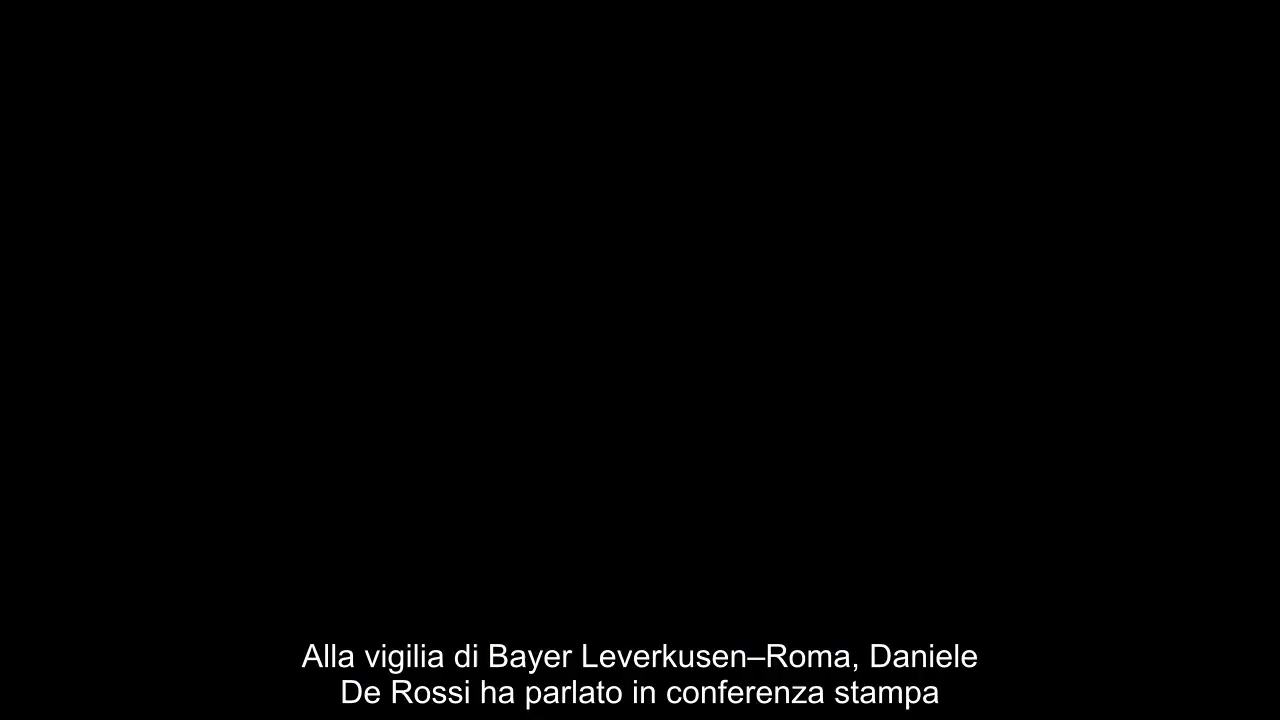 Alla vigilia di Bayer Leverkusen–Roma, Daniele
De Rossi ha parlato in conferenza stampa